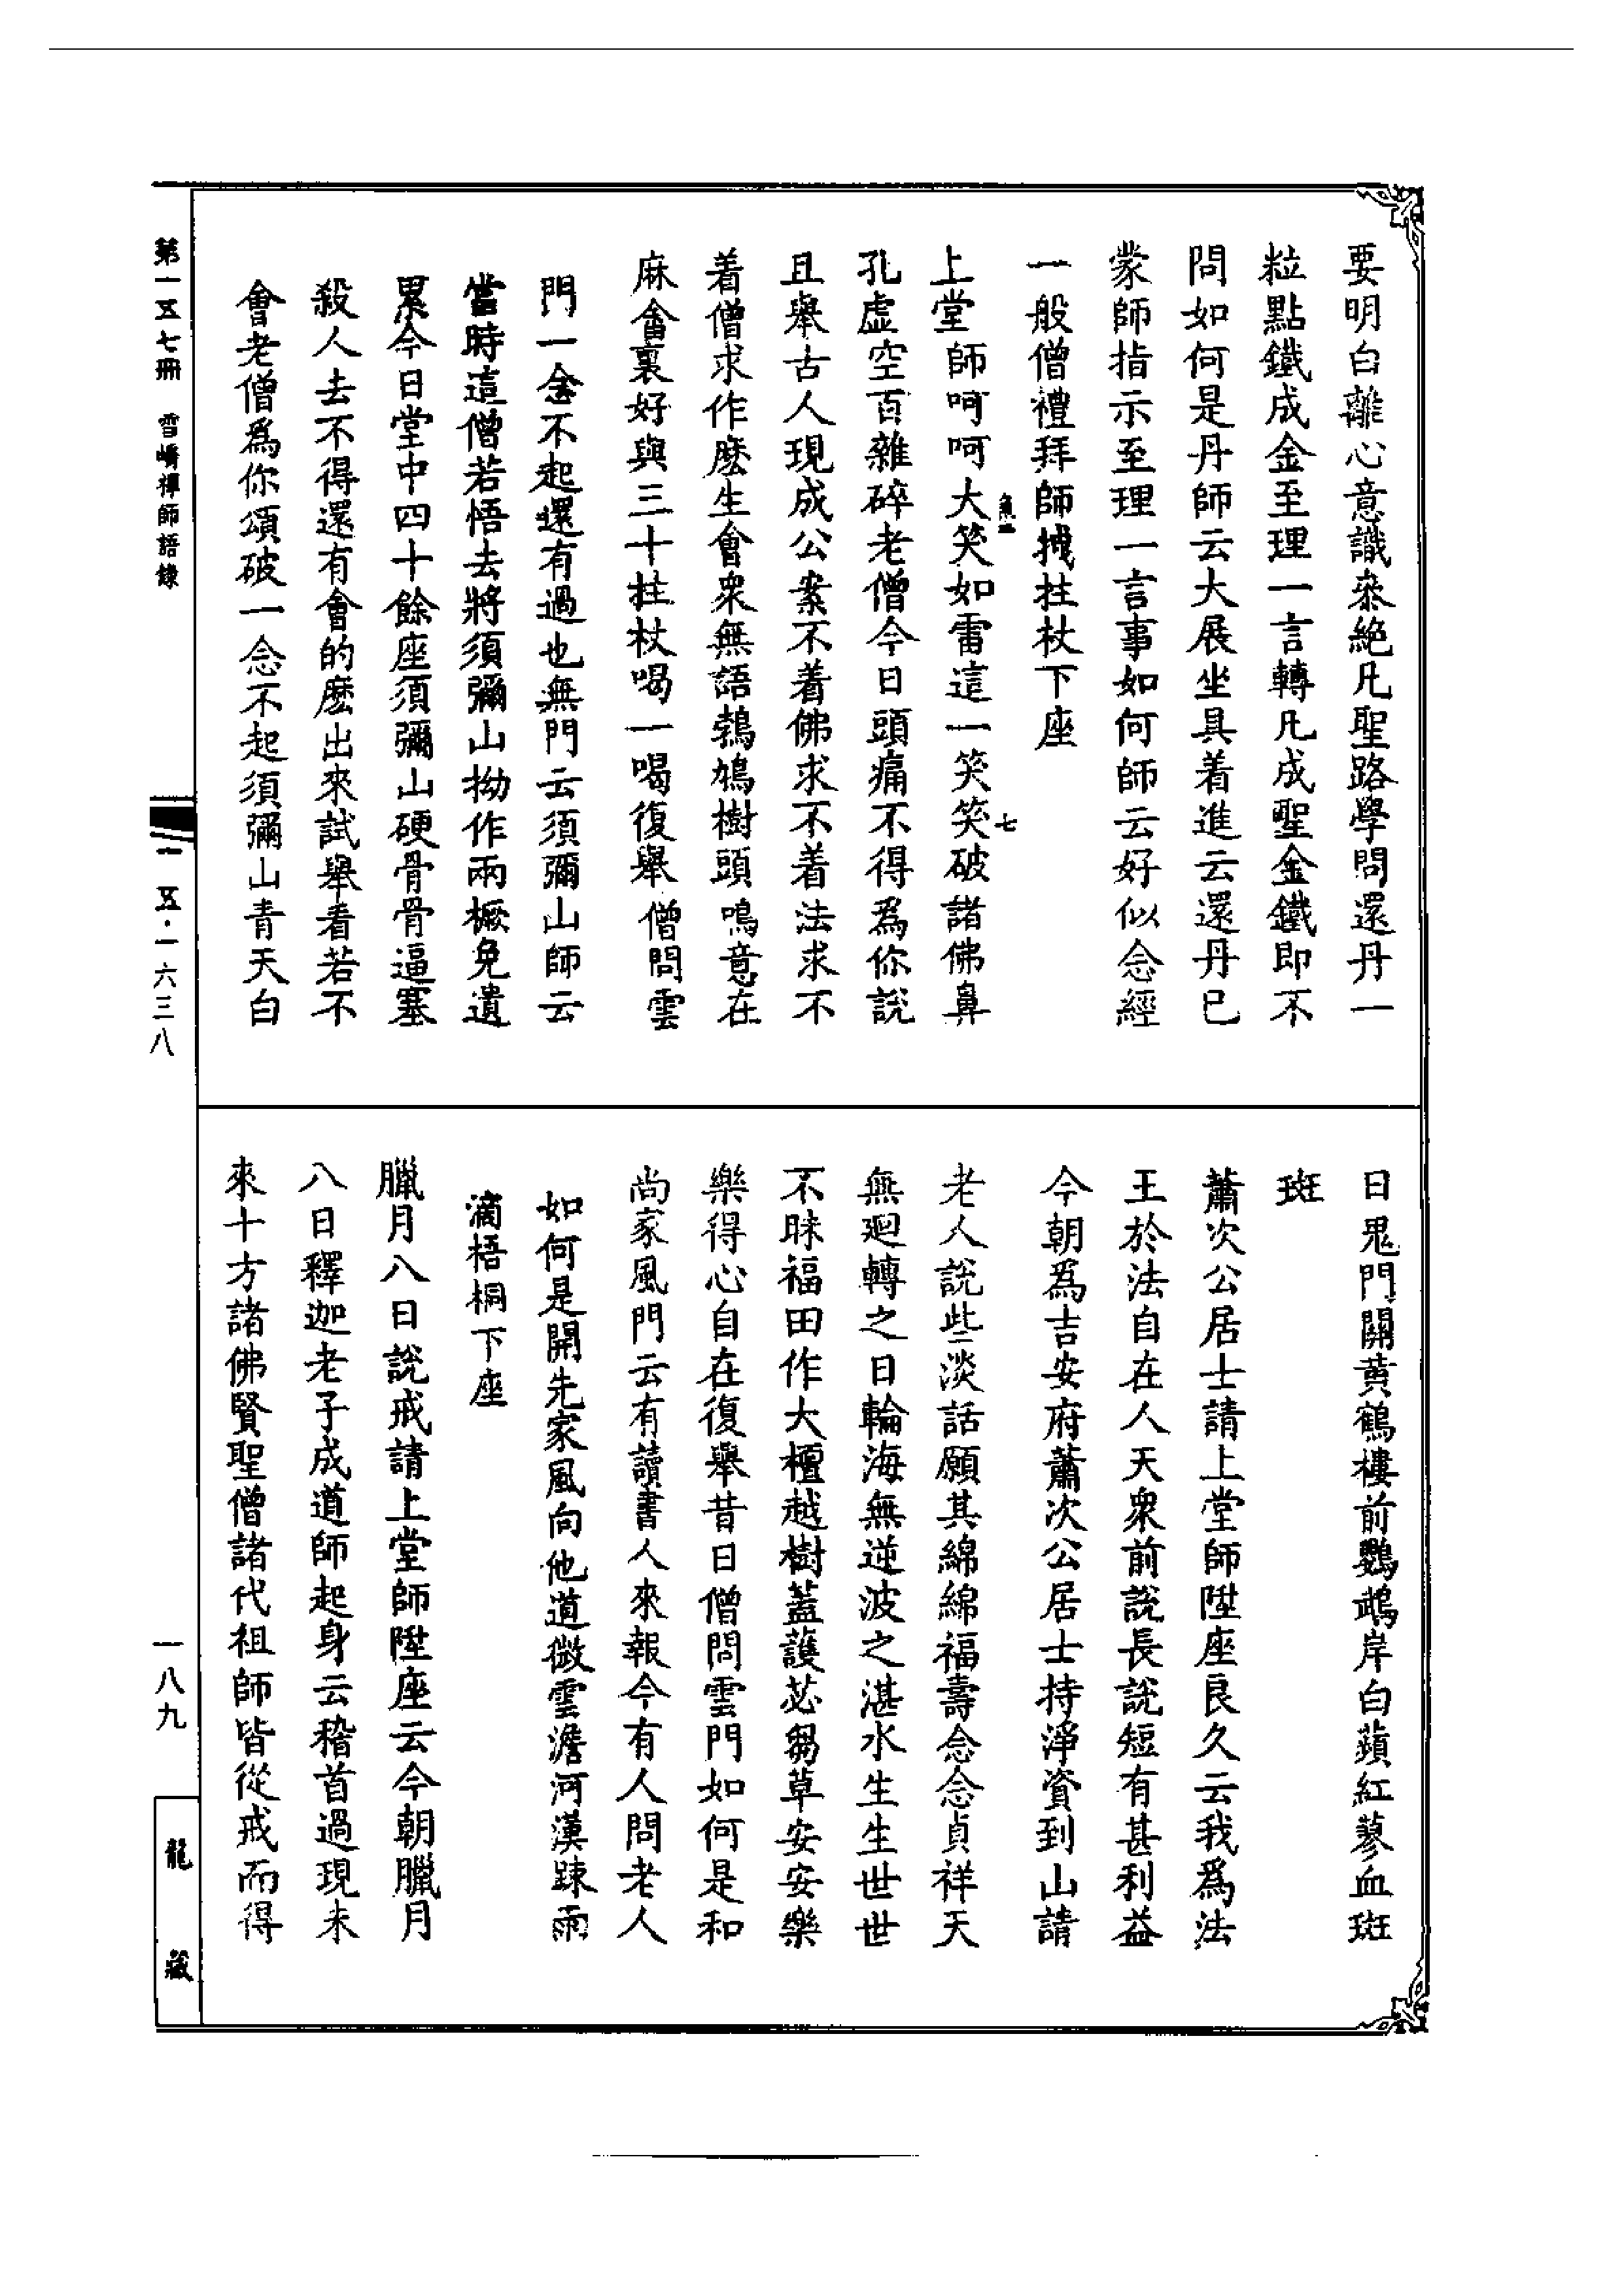 要明白離心意識叅絕凡聖路學問還丹一
粒點鐵成金至理一言轉凡成聖金鐵即不
問如何是丹師云大展坐具着進云還丹已
蒙師指示至理一言事如何師云好似念經
一般僧禮拜師拽拄杖下座
上堂師呵呵大笑如雷這一笑笑破諸佛鼻
孔虛空百雜碎老僧今日頭痛不得爲你說
且舉古人現成公案不着佛求不着法求不
着僧求作麽生會衆無語鵓鳩樹頭鳴意在
麻畬裏好與三十拄杖喝一喝復舉僧問雲
門一念不起還有過也無門云須彌山師云
當時這僧若悟去將須彌山拗作兩橛免遺
累今日堂中四十餘座須彌山硬骨骨逼塞
殺人去不得還有會的麽出來試舉看若不
會老僧爲你頌破一念不起須彌山青天白
日鬼門關黃鶴樓前鸚鵡岸白蘋紅蓼血斑
斑
蕭次公居士請上堂師陞座良久云我爲法
王於法自在人天衆前說長說短有甚利益
今朝爲吉安府蕭次公居士持淨資到山請
老人說些淡話願其綿綿福壽念念貞祥天
無迴轉之日輪海無逆波之湛水生生世世
不昧福田作大檀越樹蓋護苾芻草安安樂
樂得心自在復舉昔日僧問雲門如何是和
尚家風門云有讀書人來報今有人問老人
如何是開先家風向他道微雲澹河漢踈雨
滴梧桐下座
臘月八日說戒請上堂師陞座云今朝臘月
八日釋迦老子成道師起身云稽首過現未
來十方諸佛賢聖僧諸代祖師皆從戒而得
第一五七冊 雪嶠禪師語錄
一五·一六三八
一八九
龍藏
七